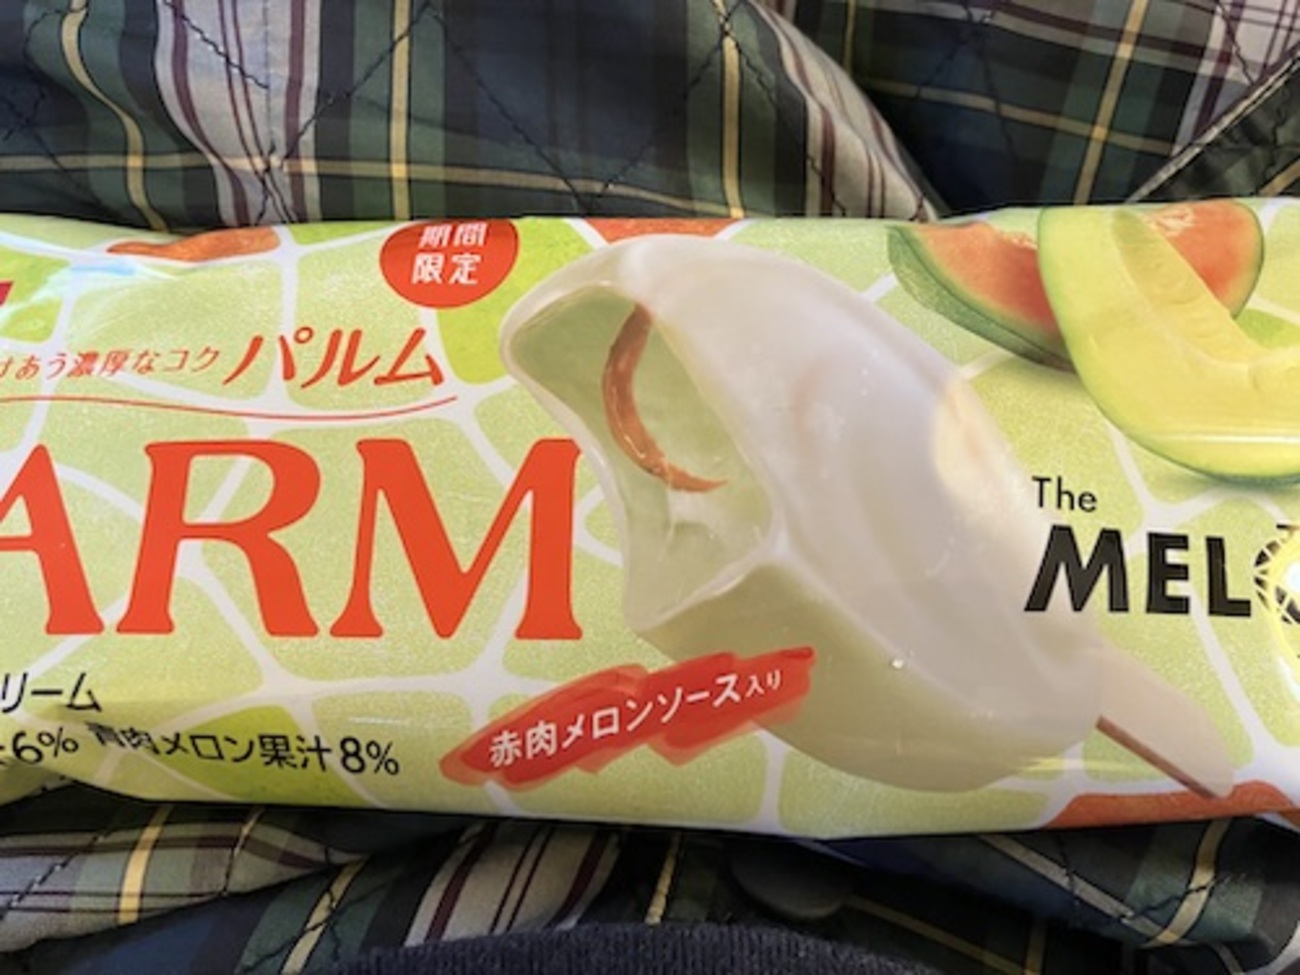 期間
限定
あう濃厚なコク パルム
ARM
The
MEL
リーム
6% 青肉メロン果汁8%
赤肉メロンソース入り